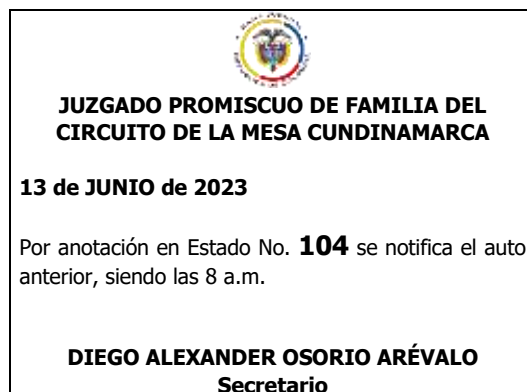 JUZGADO PROMISCUO DE FAMILIA DEL
CIRCUITO DE LA MESA CUNDINAMARCA
13 de JUNIO de 2023
Por anotación en Estado No. 104 se notifica el auto
anterior, siendo las 8 a.m.
DIEGO ALEXANDER OSORIO ARÉVALO
Secretario